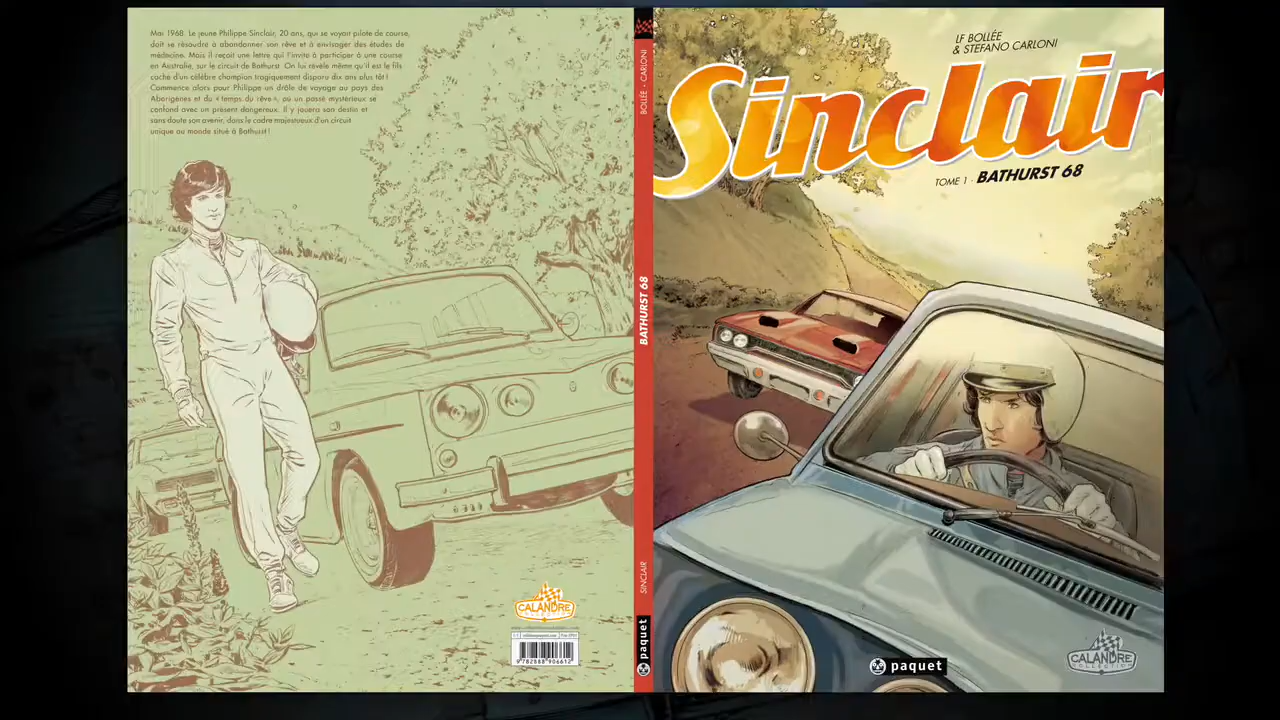 Mai 1968. Le jeune Philippe Sinclair, 20 ans, qui se voyait pilote de course,
doit se résoudre à abandonner son rêve et à envisager des études de
médecine. Mais il reçoit une lettre qui l'invite à participer à une course
en Australie, sur le circuit de Bathurst. On lui révèle même qu'il est le fils
caché d'un célèbre champion tragiquement disparu dix ans plus tôt !
Commence alors pour Philippe un drôle de voyage au pays des
Aborigènes et du « temps du rêve », où un passé mystérieux se
confond avec un présent dangereux. Il y jouera son destin et
sans doute son avenir, dans le cadre majestueux d'un circuit
unique au monde situé à Bathurst !
CALANDRE
COLLECTION
9 782888 906612
BOLLÉE - CARLONI
BATHURST 68
SINCLAIR
paquet
LF BOLLÉE
& STEFANO CARLONI
Sinclair
TOME 1 - BATHURST 68
paquet
CALANDRE
COLLECTION